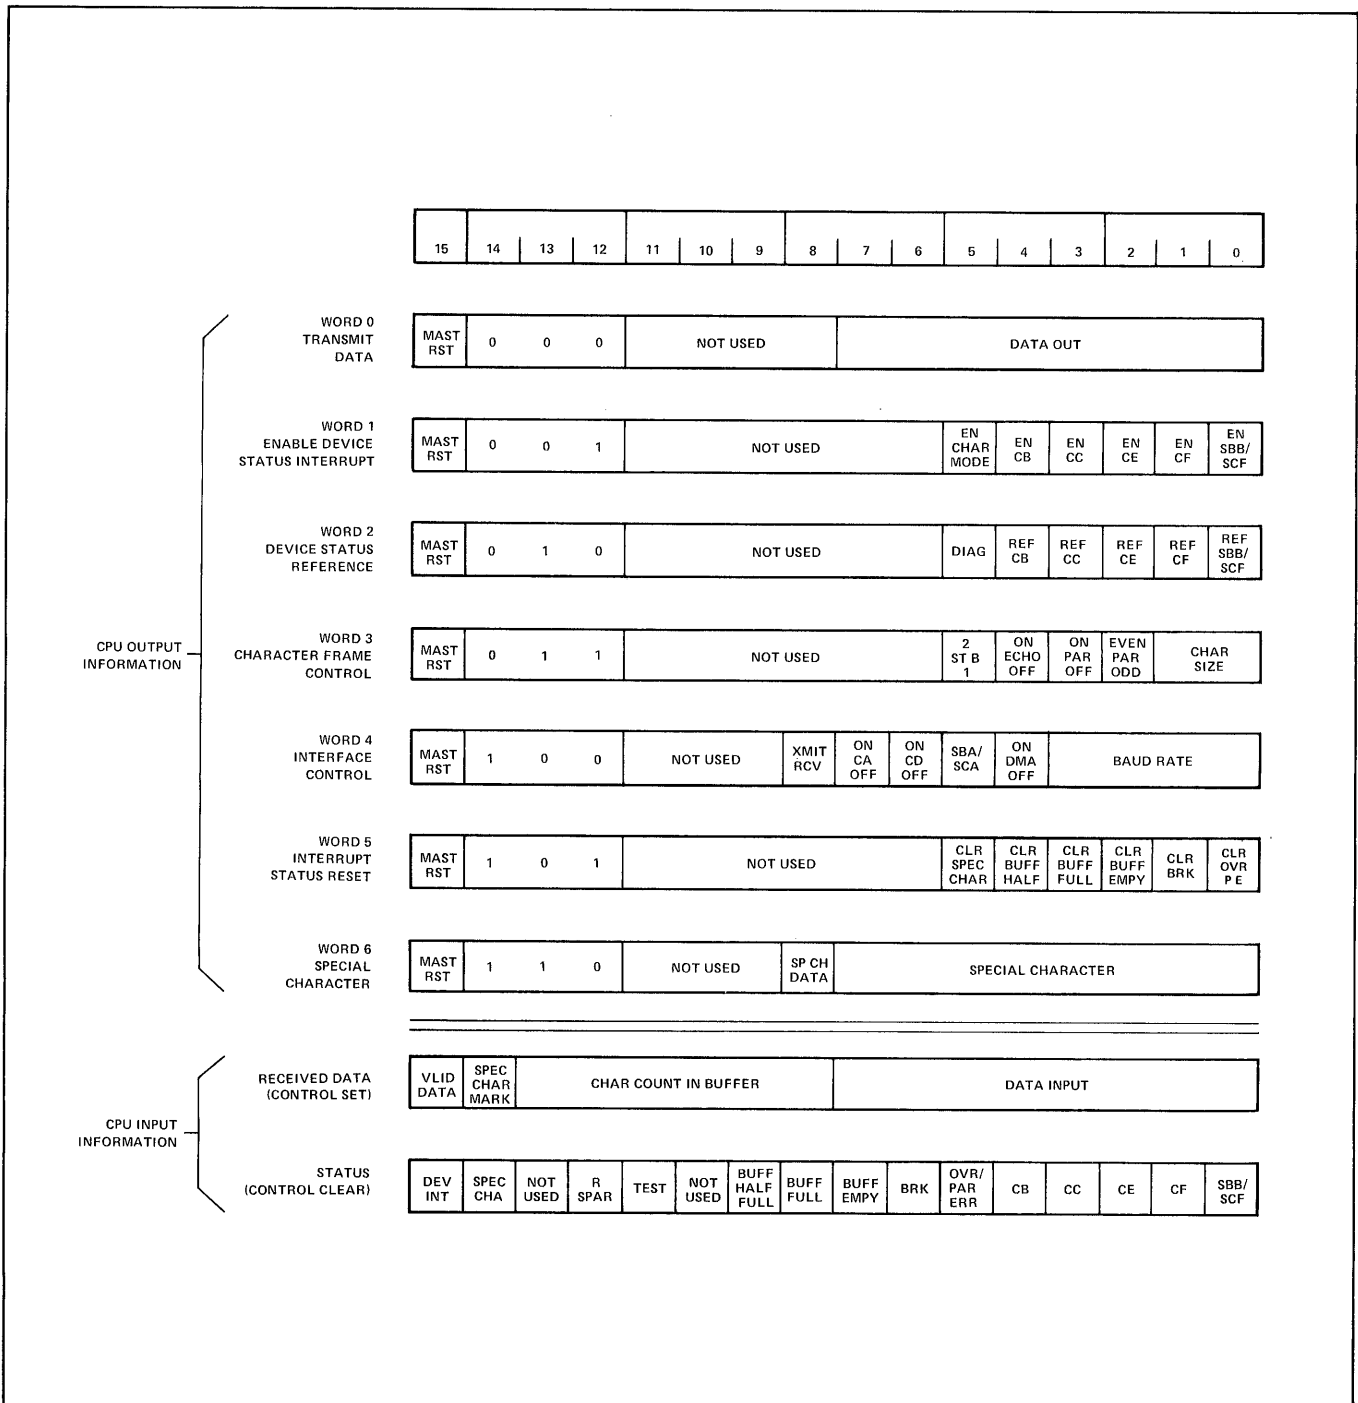 15 14 13 12 11 10 9 8 7 6 5 4 3 2 1 0
CPU OUTPUT
INFORMATION
WORD 0
TRANSMIT
DATA
MAST
RST
0 0 0
NOT USED
DATA OUT
WORD 1
ENABLE DEVICE
STATUS INTERRUPT
MAST
RST
0 0 1
NOT USED
EN
CHAR
MODE
EN
CB
EN
CC
EN
CE
EN
CF
EN
SBB/
SCF
WORD 2
DEVICE STATUS
REFERENCE
MAST
RST
0 1 0
NOT USED
DIAG
REF
CB
REF
CC
REF
CE
REF
CF
REF
SBB/
SCF
WORD 3
CHARACTER FRAME
CONTROL
MAST
RST
0 1 1
NOT USED
2
ST B
1
ON
ECHO
OFF
ON
PAR
OFF
EVEN
PAR
ODD
CHAR
SIZE
WORD 4
INTERFACE
CONTROL
MAST
RST
1 0 0
NOT USED
XMIT
RCV
ON
CA
OFF
ON
CD
OFF
SBA/
SCA
ON
DMA
OFF
BAUD RATE
WORD 5
INTERRUPT
STATUS RESET
MAST
RST
1 0 1
NOT USED
CLR
SPEC
CHAR
CLR
BUFF
HALF
CLR
BUFF
FULL
CLR
BUFF
EMPY
CLR
BRK
CLR
OVR
P E
WORD 6
SPECIAL
CHARACTER
MAST
RST
1 1 0
NOT USED
SP CH
DATA
SPECIAL CHARACTER
CPU INPUT
INFORMATION
RECEIVED DATA
(CONTROL SET)
VLID
DATA
SPEC
CHAR
MARK
CHAR COUNT IN BUFFER
DATA INPUT
STATUS
(CONTROL CLEAR)
DEV
INT
SPEC
CHA
NOT
USED
R
SPAR
TEST
NOT
USED
BUFF
HALF
FULL
BUFF
FULL
BUFF
EMPY
BRK
OVR/
PAR
ERR
CB
CC
CE
CF
SBB/
SCF